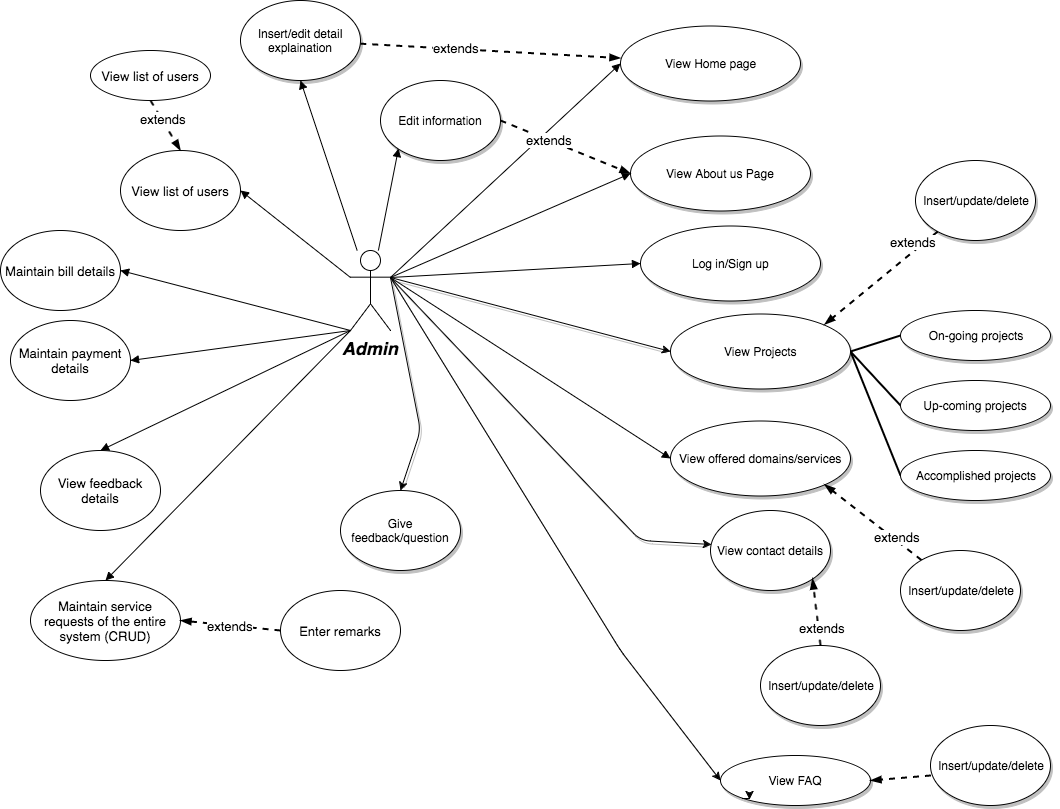 Insert/edit detail
explaination
extends
View Home page
View list of users
extends
Edit information
extends
View list of users
View About us Page
Insert/update/delete
extends
Maintain bill details
Log in/Sign up
Admin
Maintain payment
details
View Projects
On-going projects
Up-coming projects
Accomplished projects
View feedback
details
View offered domains/services
Give
feedback/question
extends
View contact details
Insert/update/delete
Maintain service
requests of the entire
system (CRUD)
extends
Enter remarks
extends
Insert/update/delete
View FAQ
Insert/update/delete